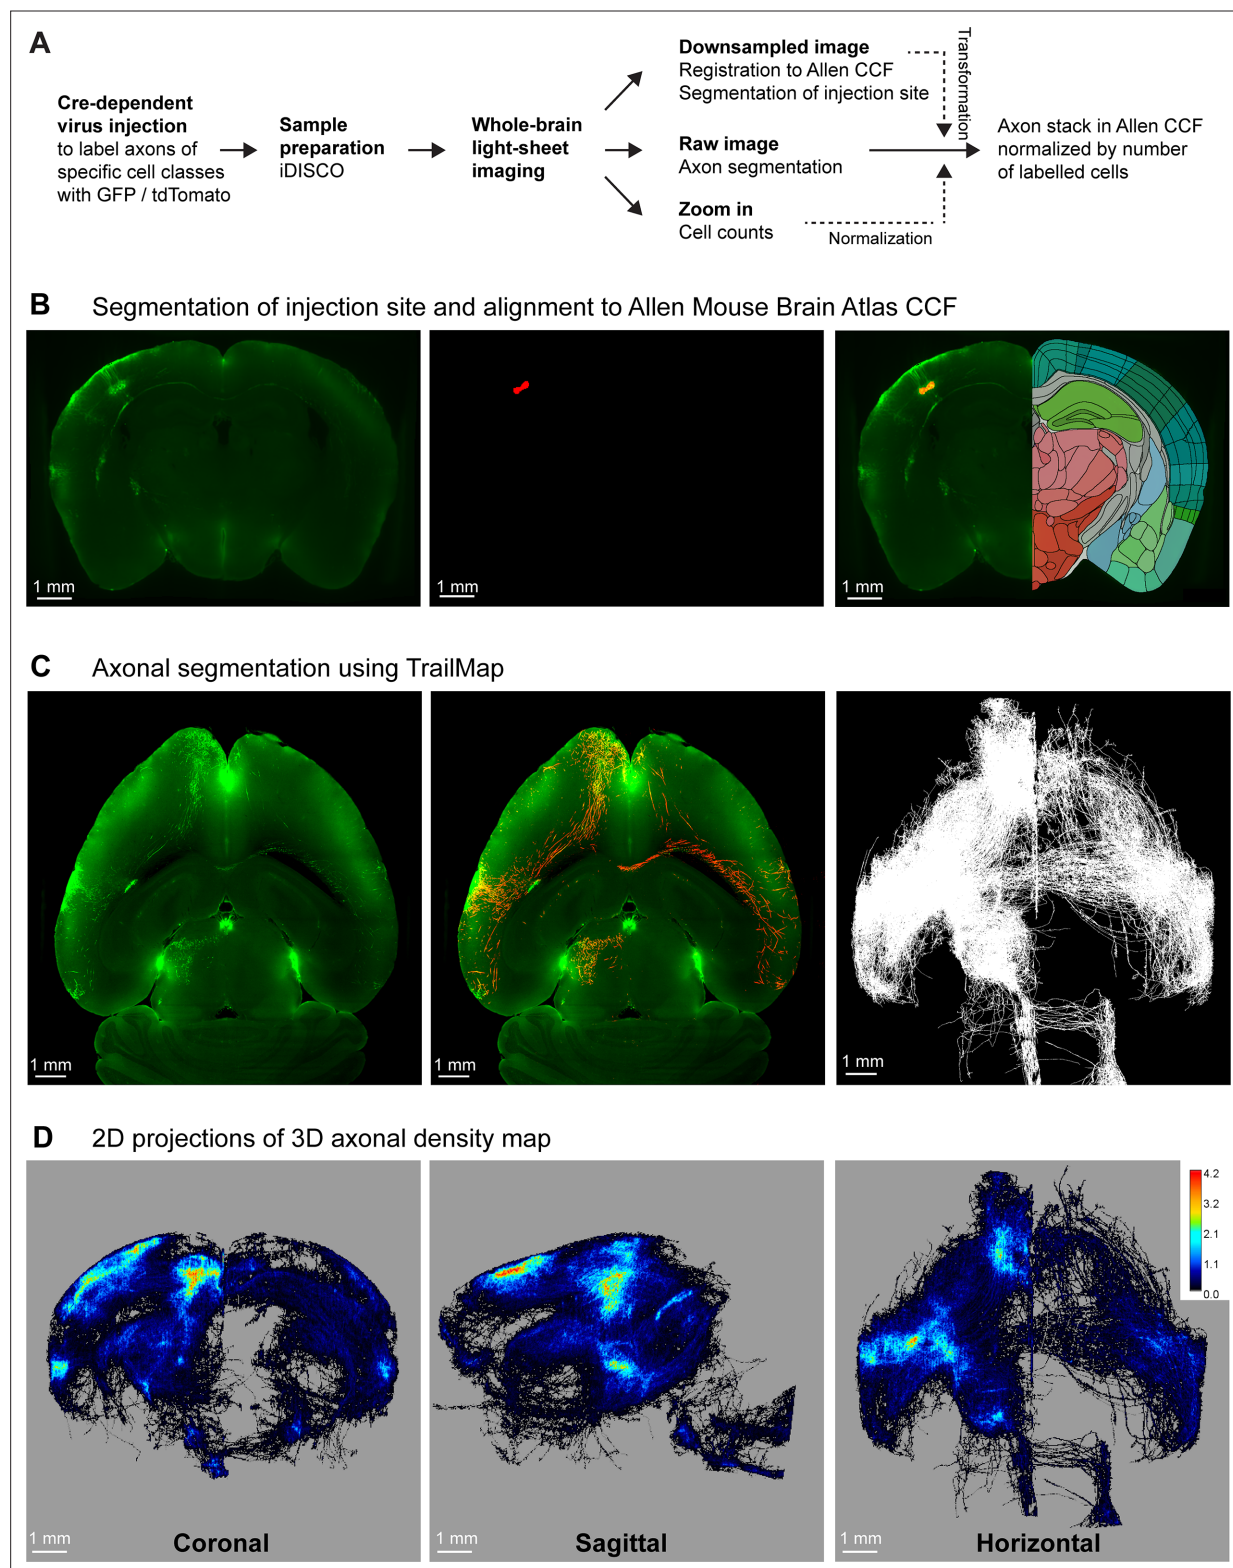 A
Cre-dependent
virus injection
to label axons of
specific cell classes
with GFP / tdTomato
Sample
preparation
iDISCO
Whole-brain
light-sheet
imaging
Downsampled image
Registration to Allen CCF
Segmentation of injection site
Raw image
Axon segmentation
Zoom in
Cell counts
Transformation
Normalization
Axon stack in Allen CCF
normalized by number
of labelled cells
B Segmentation of injection site and alignment to Allen Mouse Brain Atlas CCF
1 mm
1 mm
1 mm
C Axonal segmentation using TrailMap
1 mm
1 mm
1 mm
D 2D projections of 3D axonal density map
4.2
3.2
2.1
1.1
0.0
1 mm
Coronal
1 mm
Sagittal
1 mm
Horizontal